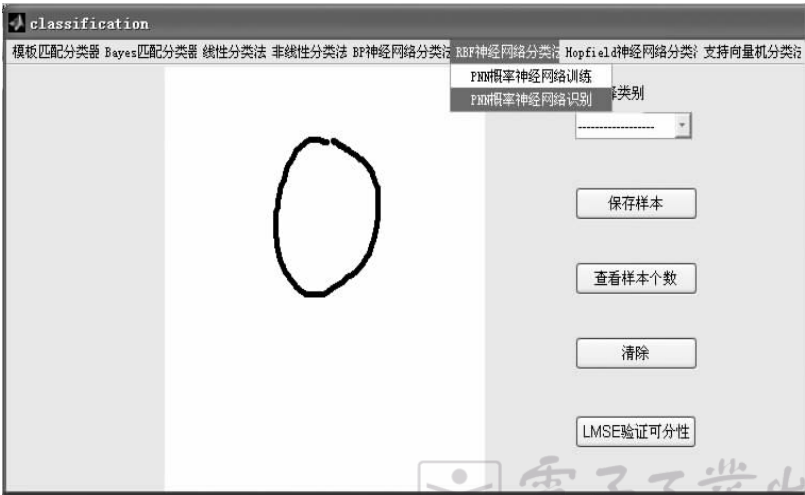 classification
模板匹配分类器 Bayes匹配分类器 线性分类法 非线性分类法 BP神经网络分类法 RBF神经网络分类法 Hopfield神经网络分类 支持向量机分类法
PNN概率神经网络训练
PNN概率神经网络识别
择类别
------------------
保存样本
查看样本个数
清除
LMSE验证可分性